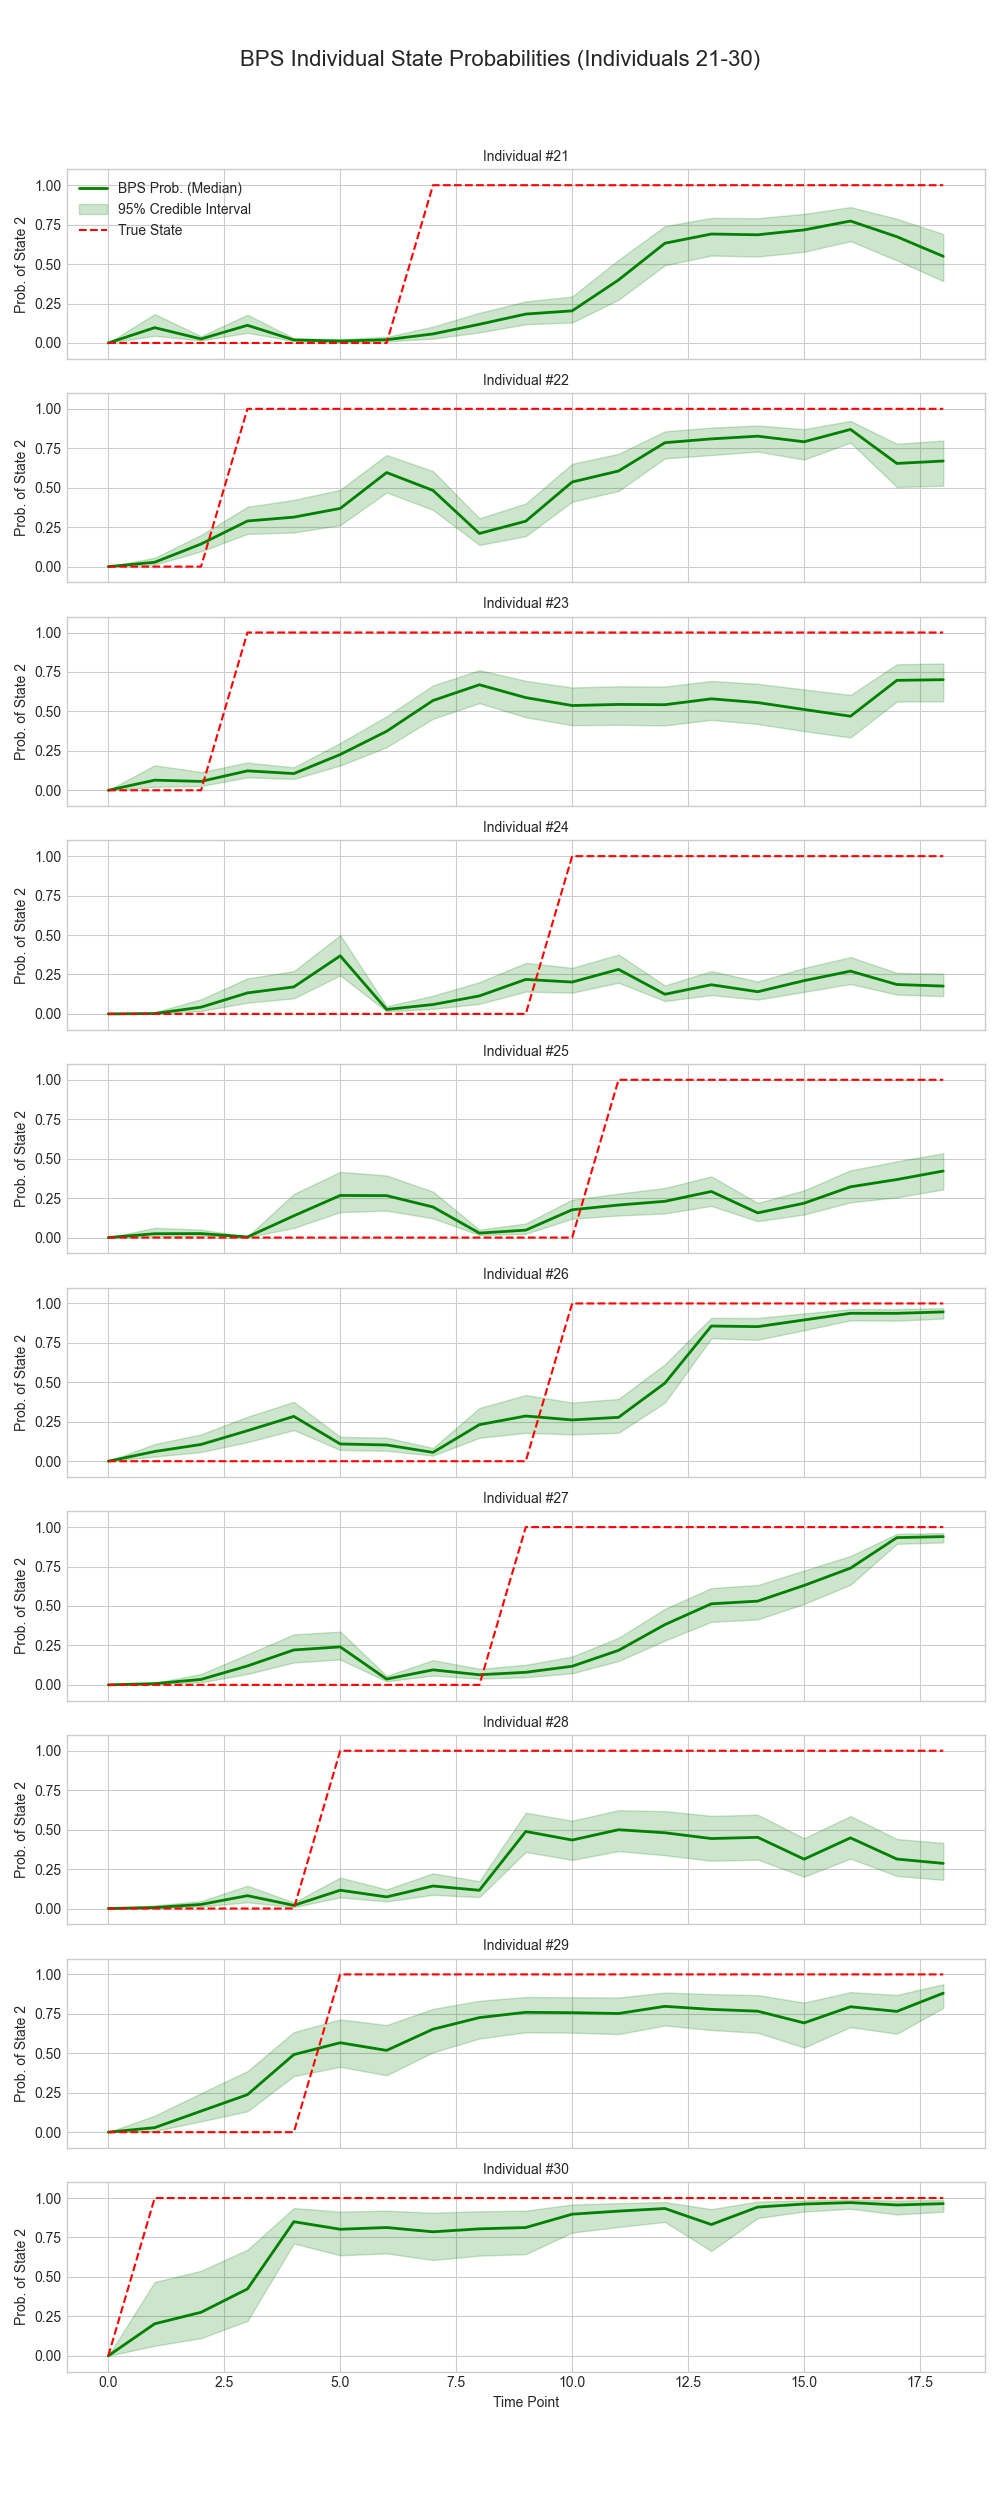 BPS Individual State Probabilities (Individuals 21-30)
Individual #21
1.00
0.75
0.50
0.25
0.00
Prob. of State 2
BPS Prob. (Median)
95% Credible Interval
True State
Individual #22
1.00
0.75
0.50
0.25
0.00
Prob. of State 2
Individual #23
1.00
0.75
0.50
0.25
0.00
Prob. of State 2
Individual #24
1.00
0.75
0.50
0.25
0.00
Prob. of State 2
Individual #25
1.00
0.75
0.50
0.25
0.00
Prob. of State 2
Individual #26
1.00
0.75
0.50
0.25
0.00
Prob. of State 2
Individual #27
1.00
0.75
0.50
0.25
0.00
Prob. of State 2
Individual #28
1.00
0.75
0.50
0.25
0.00
Prob. of State 2
Individual #29
1.00
0.75
0.50
0.25
0.00
Prob. of State 2
Individual #30
1.00
0.75
0.50
0.25
0.00
Prob. of State 2
0.0 2.5 5.0 7.5 10.0 12.5 15.0 17.5
Time Point